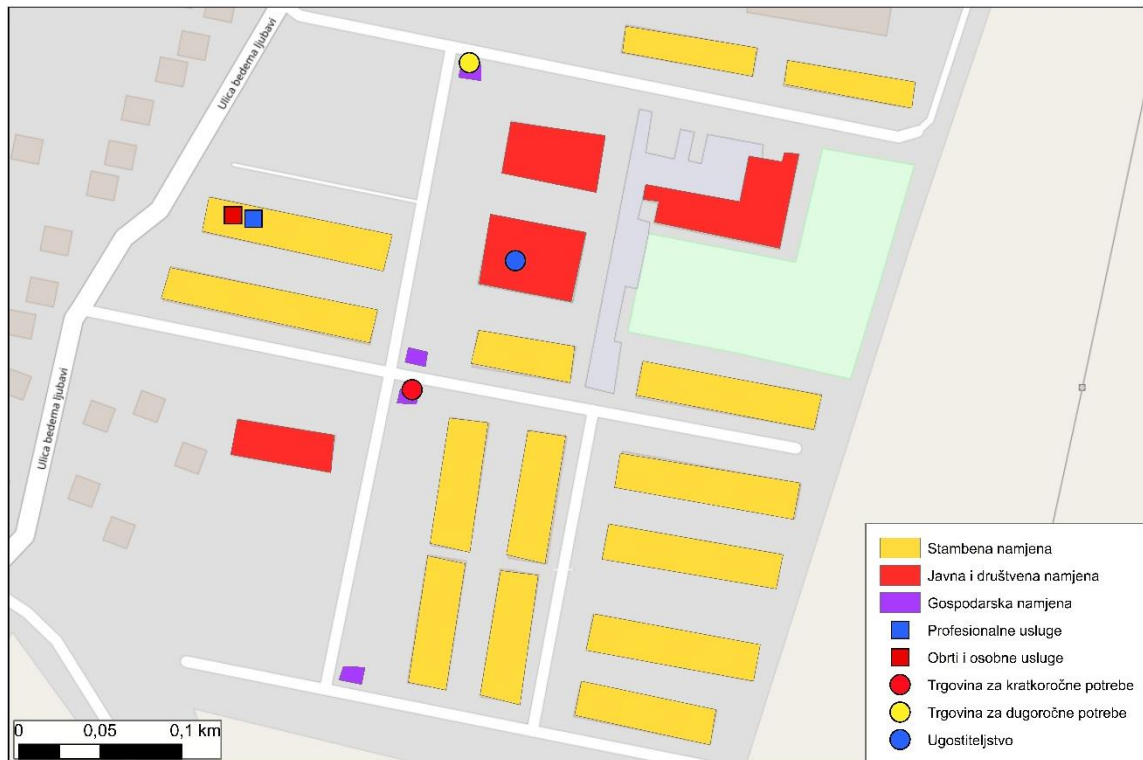 Ulica bedema ljubavi
Ulica bedema ljubavi
Stambena namjena
Javna i društvena namjena
Gospodarska namjena
Profesionalne usluge
Obrti i osobne usluge
Trgovina za kratkoročne potrebe
Trgovina za dugoročne potrebe
Ugostiteljstvo
0 0,05 0,1 km